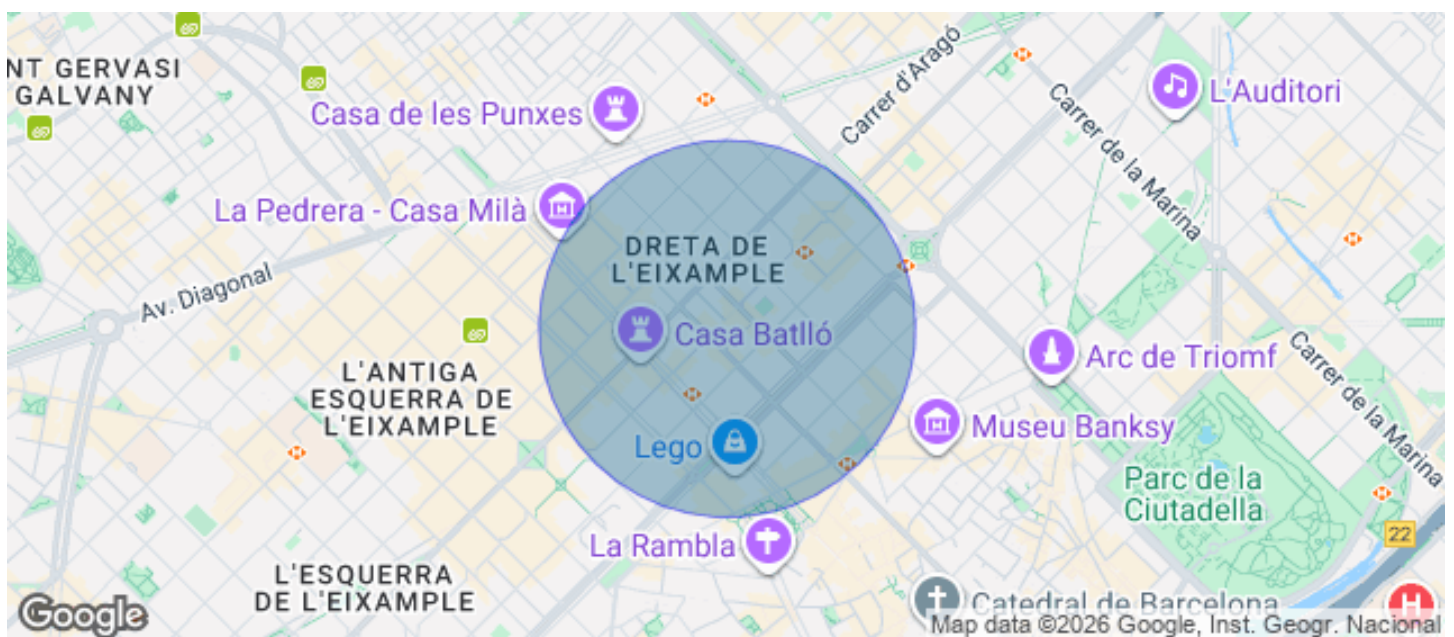 NT GERVASI
GALVANY
Casa de les Punxes
Carrer d'Aragó
L'Auditori
Carrer de la Marina
La Pedrera - Casa Milà
DRETA DE
L'EIXAMPLE
Av. Diagonal
Casa Batlló
Arc de Triomf
Carrer de la Marina
L'ANTIGA
ESQUERRA DE
L'EIXAMPLE
Lego
Museu Banksy
Parc de la
Ciutadella
22
La Rambla
L'ESQUERRA
DE L'EIXAMPLE
Catedral de Barcelona
H
Google
Map data ©2026 Google, Inst. Geogr. Nacional